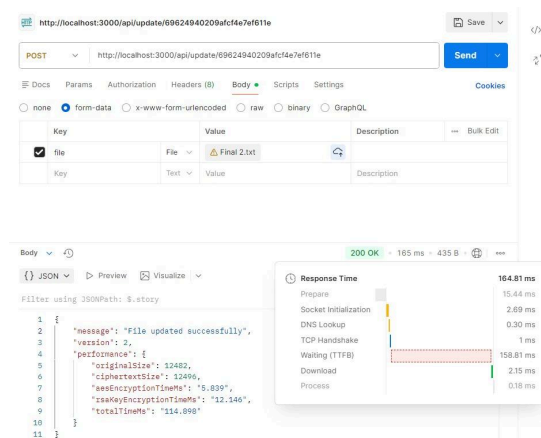 http://localhost:3000/api/update/69624940209afcf4e7ef611e
Save
POST http://localhost:3000/api/update/69624940209afcf4e7ef611e Send
Docs Params Authorization Headers (8) Body Scripts Settings Cookies
none form-data x-www-form-urlencoded raw binary GraphQL
Key Value Description Bulk Edit
file File Final 2.txt
Key Text Value Description
Body 200 OK 165 ms 435 B
{} JSON Preview Visualize
Filter using JSONPath: $.story
1 {
2 "message": "File updated successfully",
3 "version": 2,
4 "performance": {
5 "originalSize": 12482,
6 "ciphertextSize": 12496,
7 "aesEncryptionTimeMs": "5.839",
8 "rsaKeyEncryptionTimeMs": "12.146",
9 "totalTimeMs": "114.898"
10 }
11 }
Response Time 164.81 ms
Prepare 15.44 ms
Socket Initialization 2.69 ms
DNS Lookup 0.30 ms
TCP Handshake 1 ms
Waiting (TTFB) 158.81 ms
Download 2.15 ms
Process 0.18 ms